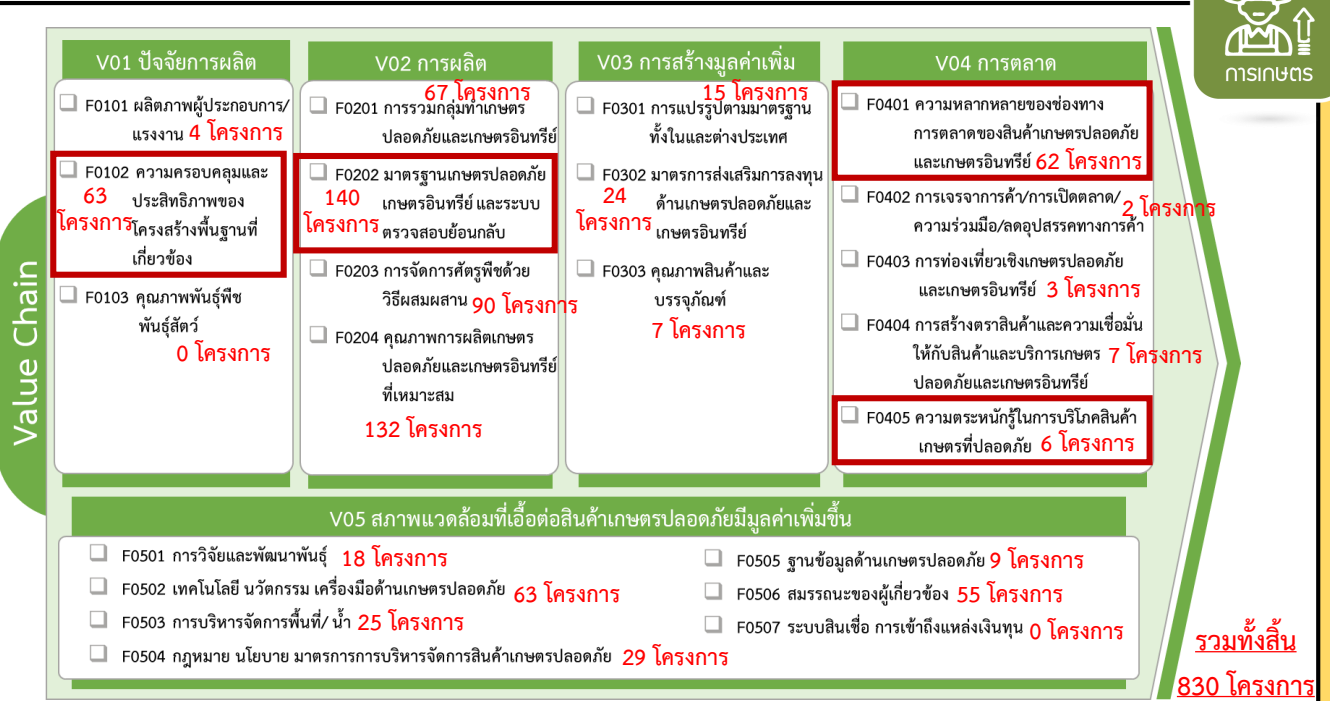 การเกษตร
Value Chain
V01 ปัจจัยการผลิต
F0101 ผลิตภาพผู้ประกอบการ/
แรงงาน 4 โครงการ
F0102 ความครอบคลุมและ
63 ประสิทธิภาพของ
โครงการ โครงสร้างพื้นฐานที่
เกี่ยวข้อง
F0103 คุณภาพพันธุ์พืช
พันธุ์สัตว์
0 โครงการ
V02 การผลิต
67 โครงการ
F0201 การรวมกลุ่มทำเกษตร
ปลอดภัยและเกษตรอินทรีย์
F0202 มาตรฐานเกษตรปลอดภัย
140 เกษตรอินทรีย์ และระบบ
โครงการ ตรวจสอบย้อนกลับ
F0203 การจัดการศัตรูพืชด้วย
วิธีผสมผสาน 90 โครงการ
F0204 คุณภาพการผลิตเกษตร
ปลอดภัยและเกษตรอินทรีย์
ที่เหมาะสม
132 โครงการ
V03 การสร้างมูลค่าเพิ่ม
15 โครงการ
F0301 การแปรรูปตามมาตรฐาน
ทั้งในและต่างประเทศ
F0302 มาตรการส่งเสริมการลงทุน
24 ด้านเกษตรปลอดภัยและ
โครงการ เกษตรอินทรีย์
F0303 คุณภาพสินค้าและ
บรรจุภัณฑ์
7 โครงการ
V04 การตลาด
F0401 ความหลากหลายของช่องทาง
การตลาดของสินค้าเกษตรปลอดภัย
และเกษตรอินทรีย์ 62 โครงการ
F0402 การเจรจาการค้า/การเปิดตลาด/ 2 โครงการ
ความร่วมมือ/ลดอุปสรรคทางการค้า
F0403 การท่องเที่ยวเชิงเกษตรปลอดภัย
และเกษตรอินทรีย์ 3 โครงการ
F0404 การสร้างตราสินค้าและความเชื่อมั่น
ให้กับสินค้าและบริการเกษตร 7 โครงการ
ปลอดภัยและเกษตรอินทรีย์
F0405 ความตระหนักรู้ในการบริโภคสินค้า
เกษตรที่ปลอดภัย 6 โครงการ
V05 สภาพแวดล้อมที่เอื้อต่อสินค้าเกษตรปลอดภัยมีมูลค่าเพิ่มขึ้น
F0501 การวิจัยและพัฒนาพันธุ์ 18 โครงการ
F0502 เทคโนโลยี นวัตกรรม เครื่องมือด้านเกษตรปลอดภัย 63 โครงการ
F0503 การบริหารจัดการพื้นที่/ น้ำ 25 โครงการ
F0504 กฎหมาย นโยบาย มาตรการการบริหารจัดการสินค้าเกษตรปลอดภัย 29 โครงการ
F0505 ฐานข้อมูลด้านเกษตรปลอดภัย 9 โครงการ
F0506 สมรรถนะของผู้เกี่ยวข้อง 55 โครงการ
F0507 ระบบสินเชื่อ การเข้าถึงแหล่งเงินทุน 0 โครงการ
รวมทั้งสิ้น
830 โครงการ